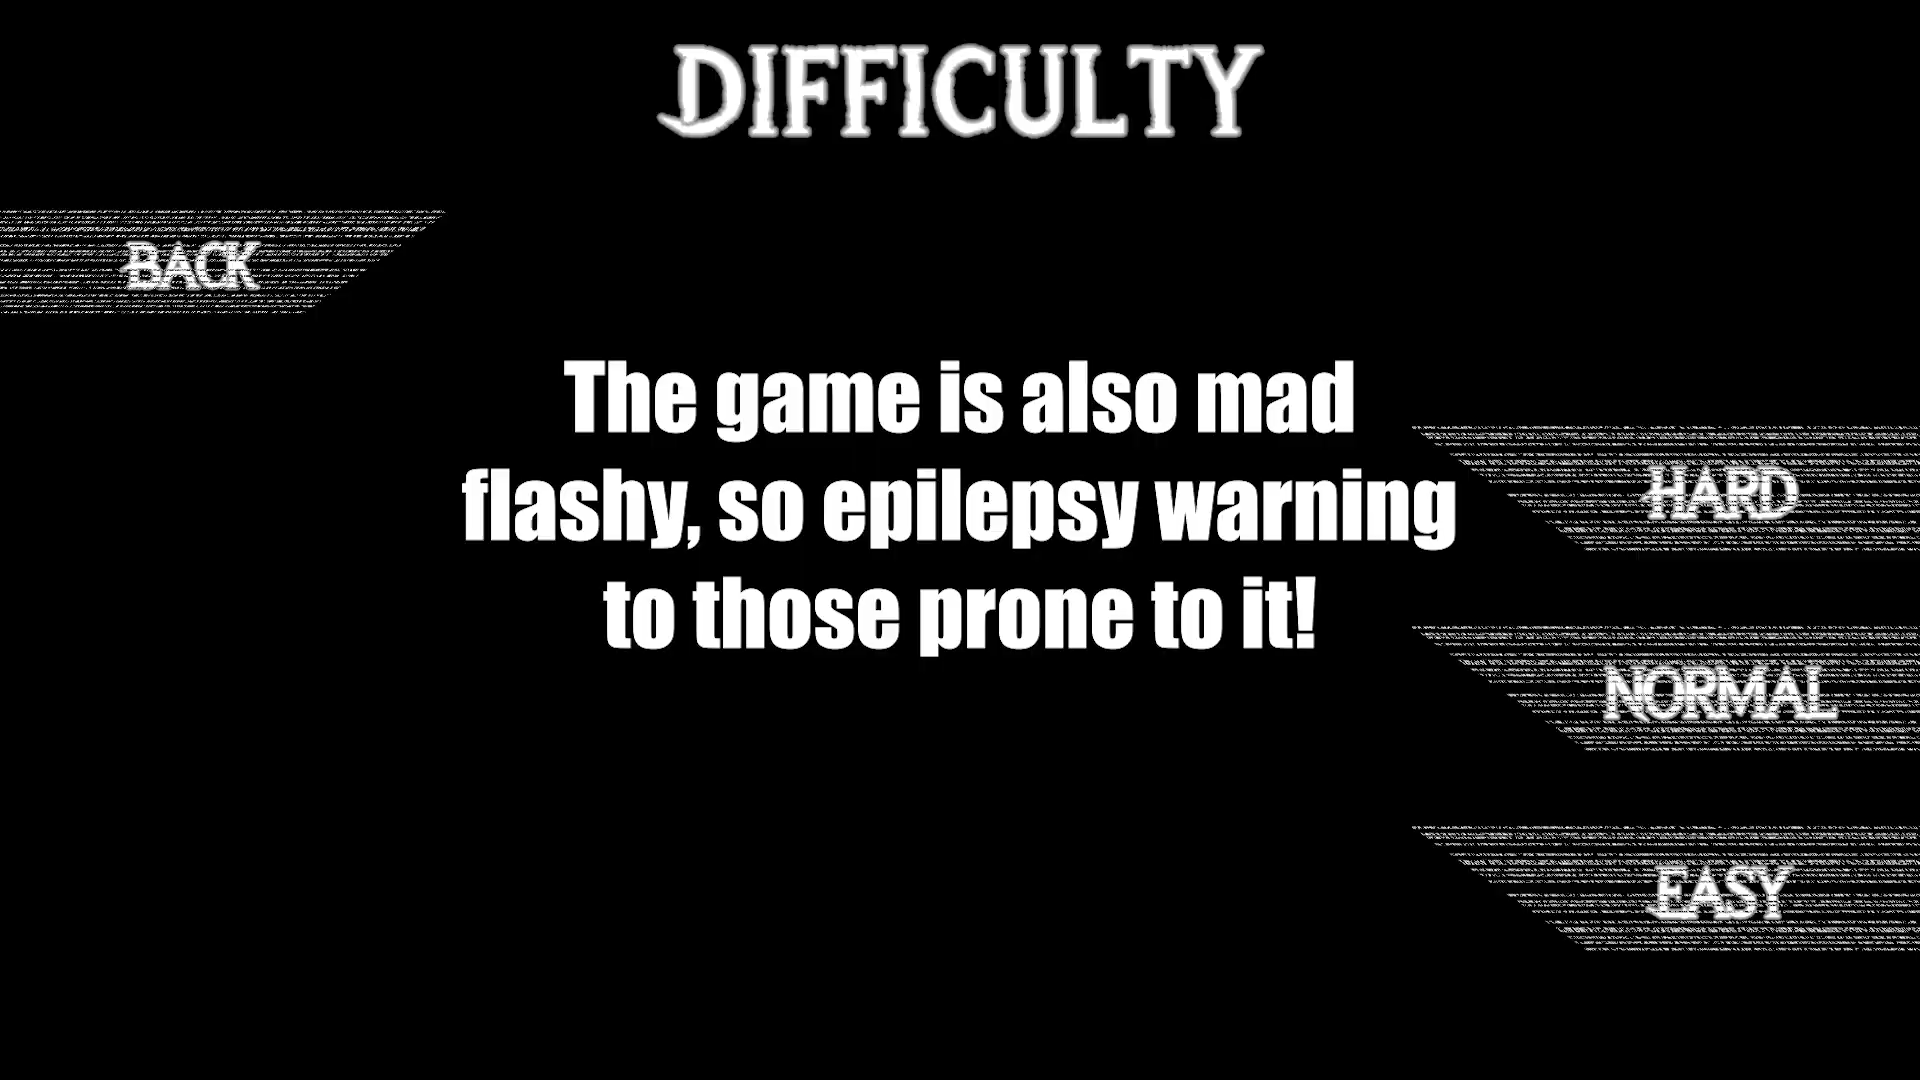 DIFFICULTY
BACK
The game is also mad
flashy, so epilepsy warning
to those prone to it!
HARD
NORMAL
EASY